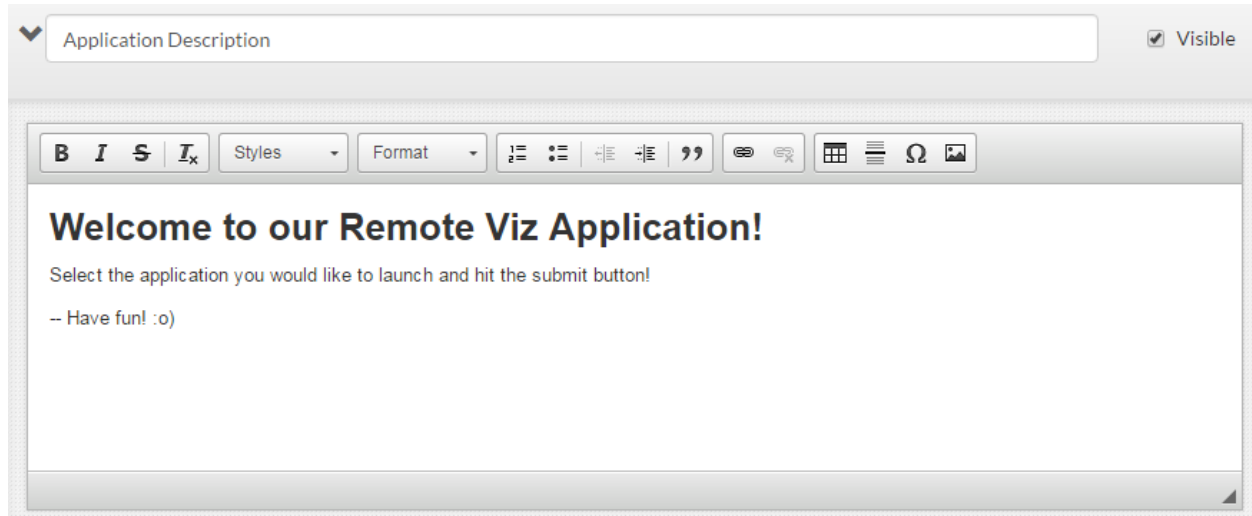 Application Description
Visible
B I S Ix Styles Format Ω
Welcome to our Remote Viz Application!
Select the application you would like to launch and hit the submit button!
-- Have fun! :o)